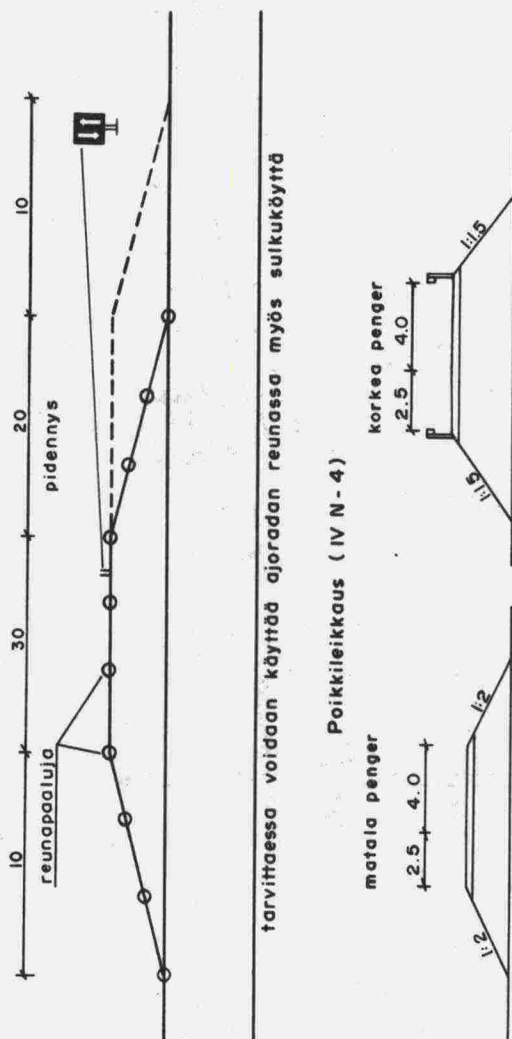 10 30 20 10
reunapaaluja pidennys
tarvittaessa voidaan käyttää ajoradan reunassa myös sulkuköyttä
Poikkileikkaus (IV N-4)
matala penger
2.5 4.0
1:2 1:2
korkea penger
2.5 4.0
1:1.5 1:1.5